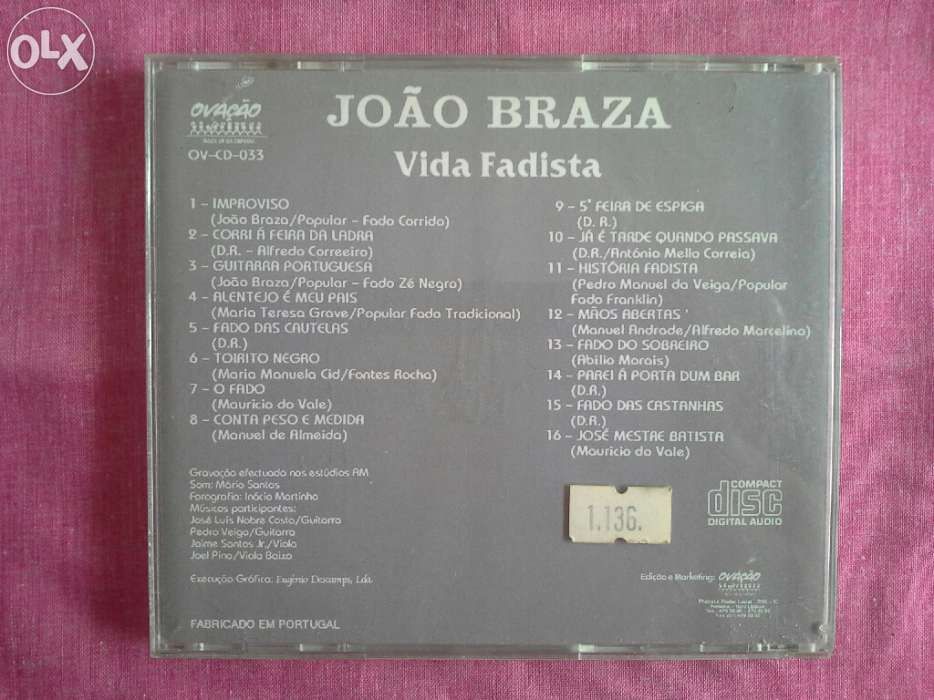 OLX
OVAÇÃO
OV-CD-033
JOÃO BRAZA
Vida Fadista
1 - IMPROVISO
(João Braza/Popular - Fado Corrido)
2 - CORRI À FEIRA DA LADRA
(D.R. - Alfredo Correeiro)
3 - GUITARRA PORTUGUESA
(João Braza/Popular - Fado Zé Negro)
4 - ALENTEJO É MEU PAIS
(Maria Teresa Grave/Popular Fado Tradicional)
5 - FADO DAS CAUTELAS
(D.R.)
6 - TOIRITO NEGRO
(Maria Manuela Cid/Fontes Rocha)
7 - O FADO
(Mauricio do Vale)
8 - CONTA PESO E MEDIDA
(Manuel de Almeida)
9 - 5ª FEIRA DE ESPIGA
(D. R.)
10 - JÁ É TARDE QUANDO PASSAVA
(D.R./António Mello Correia)
11 - HISTÓRIA FADISTA
(Pedro Manuel da Veiga/Popular
Fado Franklin)
12 - MÃOS ABERTAS '
(Manuel Andrade/Alfredo Marcelino)
13 - FADO DO SOBREIRO
(Abilio Morais)
14 - PAREI Á PORTA DUM BAR
(D.R.)
15 - FADO DAS CASTANHAS
(D.R.)
16 - JOSÉ MESTRE BATISTA
(Mauricio do Vale)
Gravação efectuada nos estúdios RM
Som: Mário Santos
Forografia: Inácio Martinho
Músicos participantes:
José Luís Nobre Costa/Guitarra
Pedro Veiga/Guitarra
Jaime Santos Jr./Viola
Joel Pina/Viola Baixo
Execução Gráfica: Eugénio Descamps, Lda.
FABRICADO EM PORTUGAL
1.136.
COMPACT
disc
DIGITAL AUDIO
Edição e Marketing: OVAÇÃO